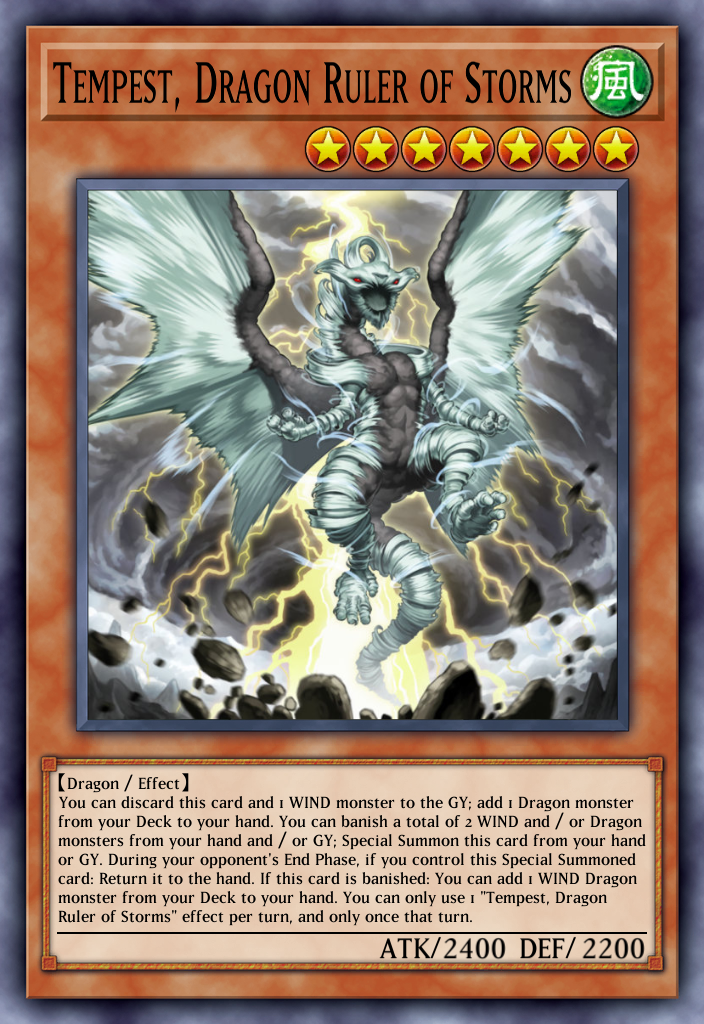 Tempest, Dragon Ruler of Storms
風
【Dragon / Effect】
You can discard this card and 1 WIND monster to the GY; add 1 Dragon monster
from your Deck to your hand. You can banish a total of 2 WIND and / or Dragon
monsters from your hand and / or GY; Special Summon this card from your hand
or GY. During your opponent's End Phase, if you control this Special Summoned
card: Return it to the hand. If this card is banished: You can add 1 WIND Dragon
monster from your Deck to your hand. You can only use 1 "Tempest, Dragon
Ruler of Storms" effect per turn, and only once that turn.
ATK/2400 DEF/2200